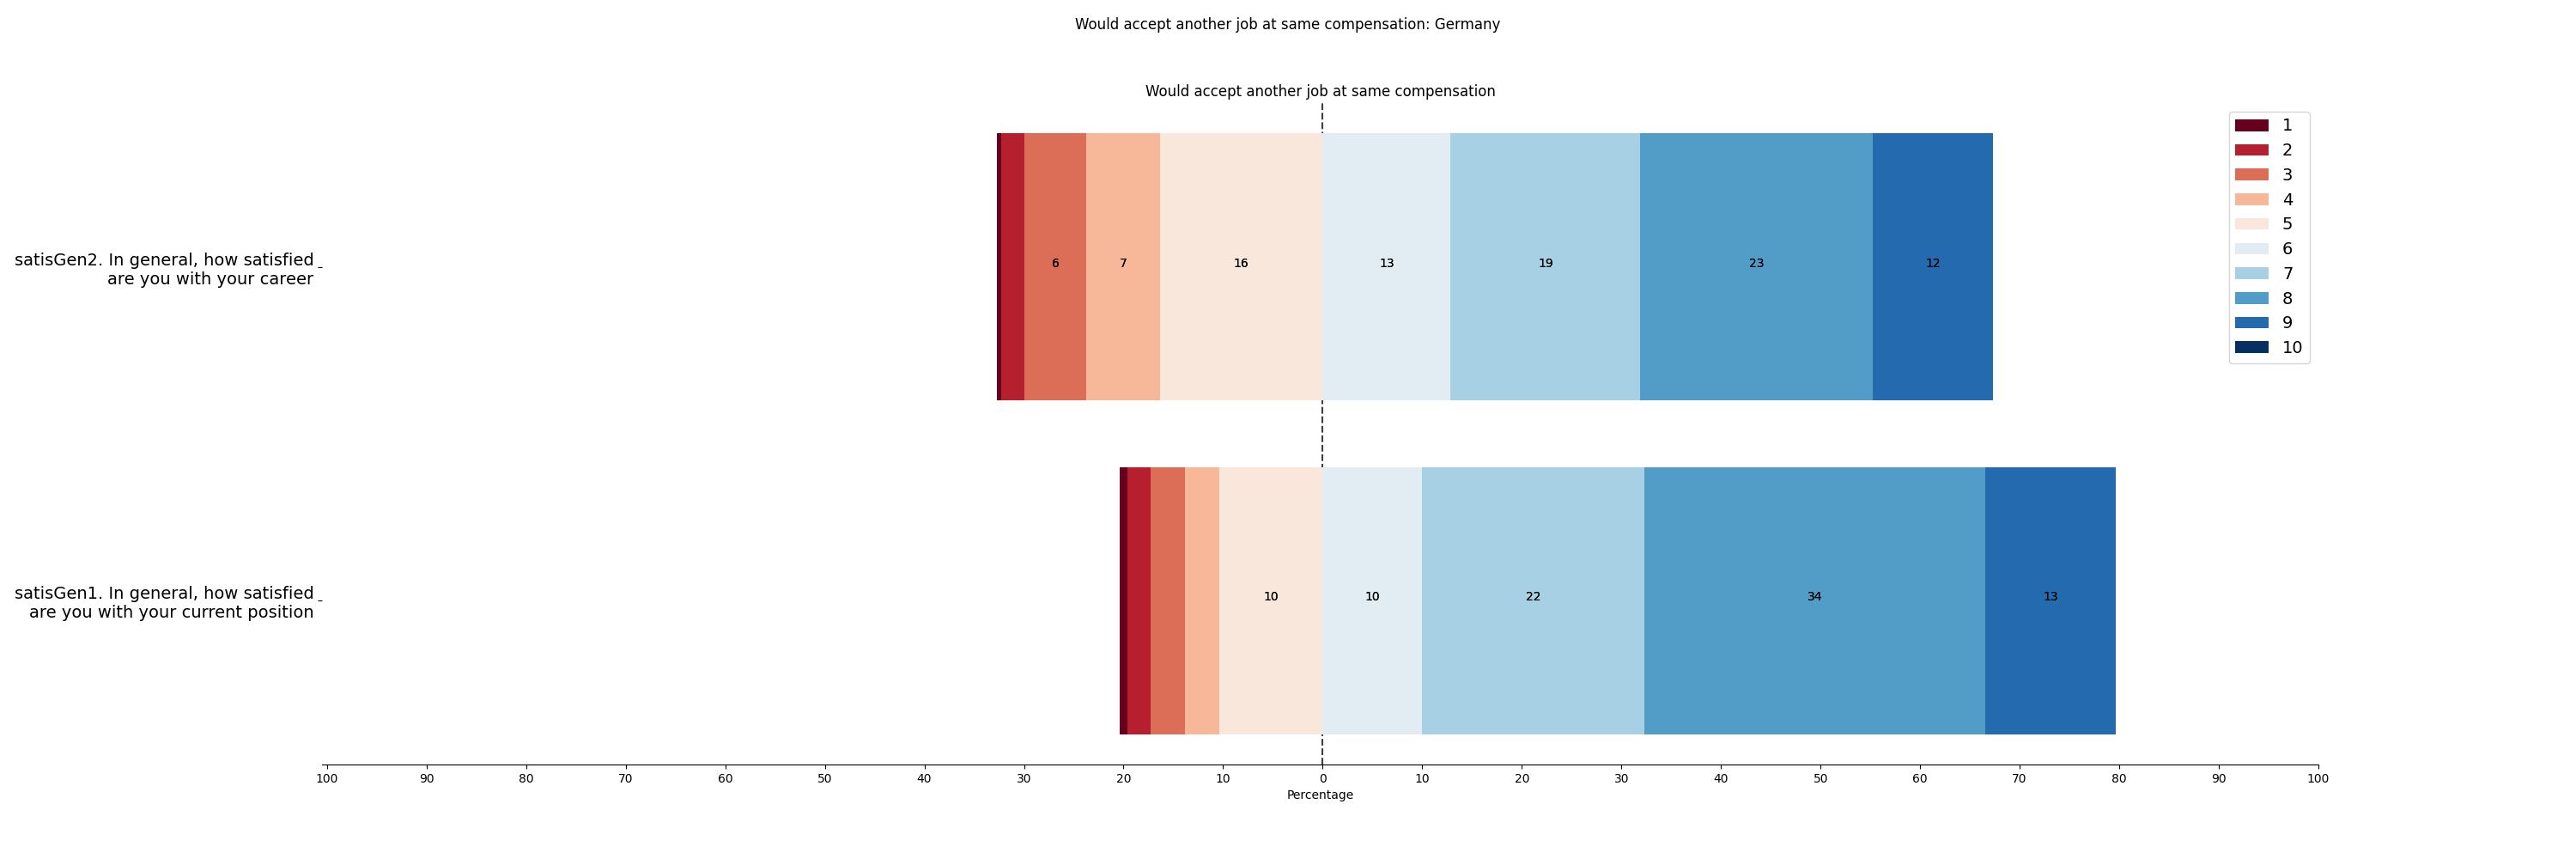 Would accept another job at same compensation: Germany
Would accept another job at same compensation
satisGen2. In general, how satisfied
are you with your career
6 7 16 13 19 23 12
1
2
3
4
5
6
7
8
9
10
satisGen1. In general, how satisfied
are you with your current position
10 10 22 34 13
100 90 80 70 60 50 40 30 20 10 0 10 20 30 40 50 60 70 80 90 100
Percentage